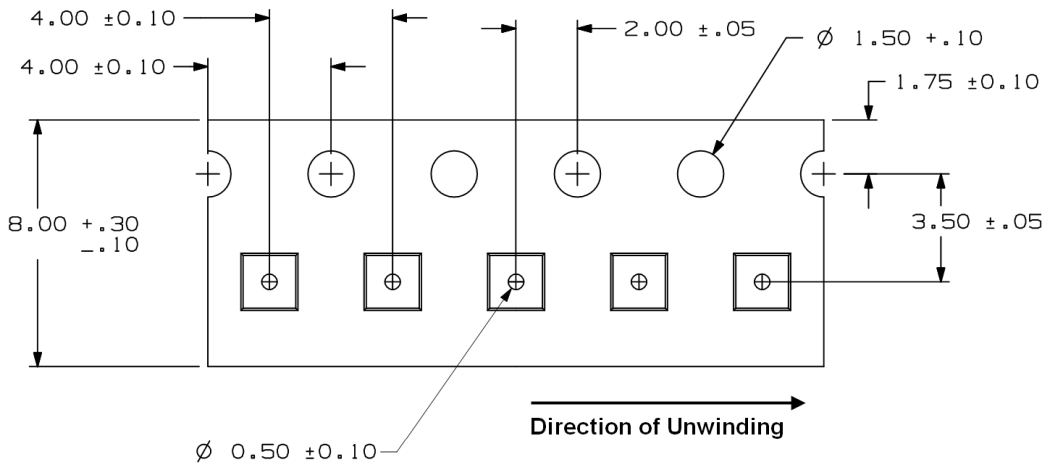 4.00 ±0.10
2.00 ±.05
Ø 1.50 +.10
4.00 ±0.10
1.75 ±0.10
8.00 +.30
-.10
3.50 ±.05
Direction of Unwinding
Ø 0.50 ±0.10